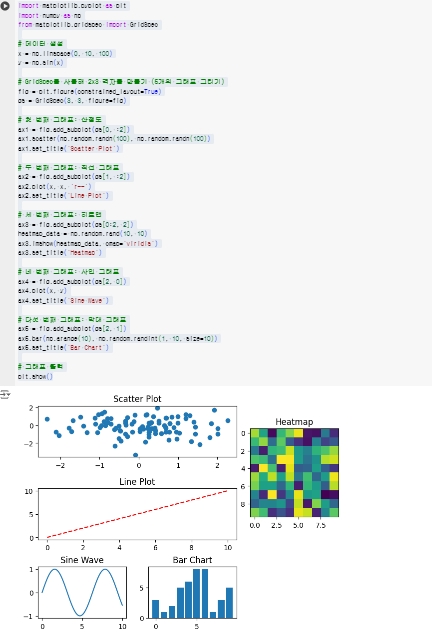 import matplotlib.pyplot as plt
import numpy as np
from matplotlib.gridspec import GridSpec
# 데이터 생성
x = np.linspace(0, 10, 100)
y = np.sin(x)
# GridSpec를 사용해 2x3 격자를 만들기 (5개의 그래프 그리기)
fig = plt.figure(constrained_layout=True)
gs = GridSpec(3, 3, figure=fig)
# 첫 번째 그래프: 산점도
ax1 = fig.add_subplot(gs[0, :2])
ax1.scatter(np.random.randn(100), np.random.randn(100))
ax1.set_title('Scatter Plot')
# 두 번째 그래프: 직선 그래프
ax2 = fig.add_subplot(gs[1, :2])
ax2.plot(x, x, 'r--')
ax2.set_title('Line Plot')
# 세 번째 그래프: 히트맵
ax3 = fig.add_subplot(gs[0:2, 2])
heatmap_data = np.random.rand(10, 10)
ax3.imshow(heatmap_data, cmap='viridis')
ax3.set_title('Heatmap')
# 네 번째 그래프: 사인 그래프
ax4 = fig.add_subplot(gs[2, 0])
ax4.plot(x, y)
ax4.set_title('Sine Wave')
# 다섯 번째 그래프: 막대 그래프
ax5 = fig.add_subplot(gs[2, 1])
ax5.bar(np.arange(10), np.random.randint(1, 10, size=10))
ax5.set_title('Bar Chart')
# 그래프 출력
plt.show()
Scatter Plot
2
0
−2
−2 −1 0 1 2
Heatmap
0
2
4
6
8
0.0 2.5 5.0 7.5
Line Plot
10
5
0
0 2 4 6 8 10
Sine Wave
1
0
−1
0 5 10
Bar Chart
5
0
0 5